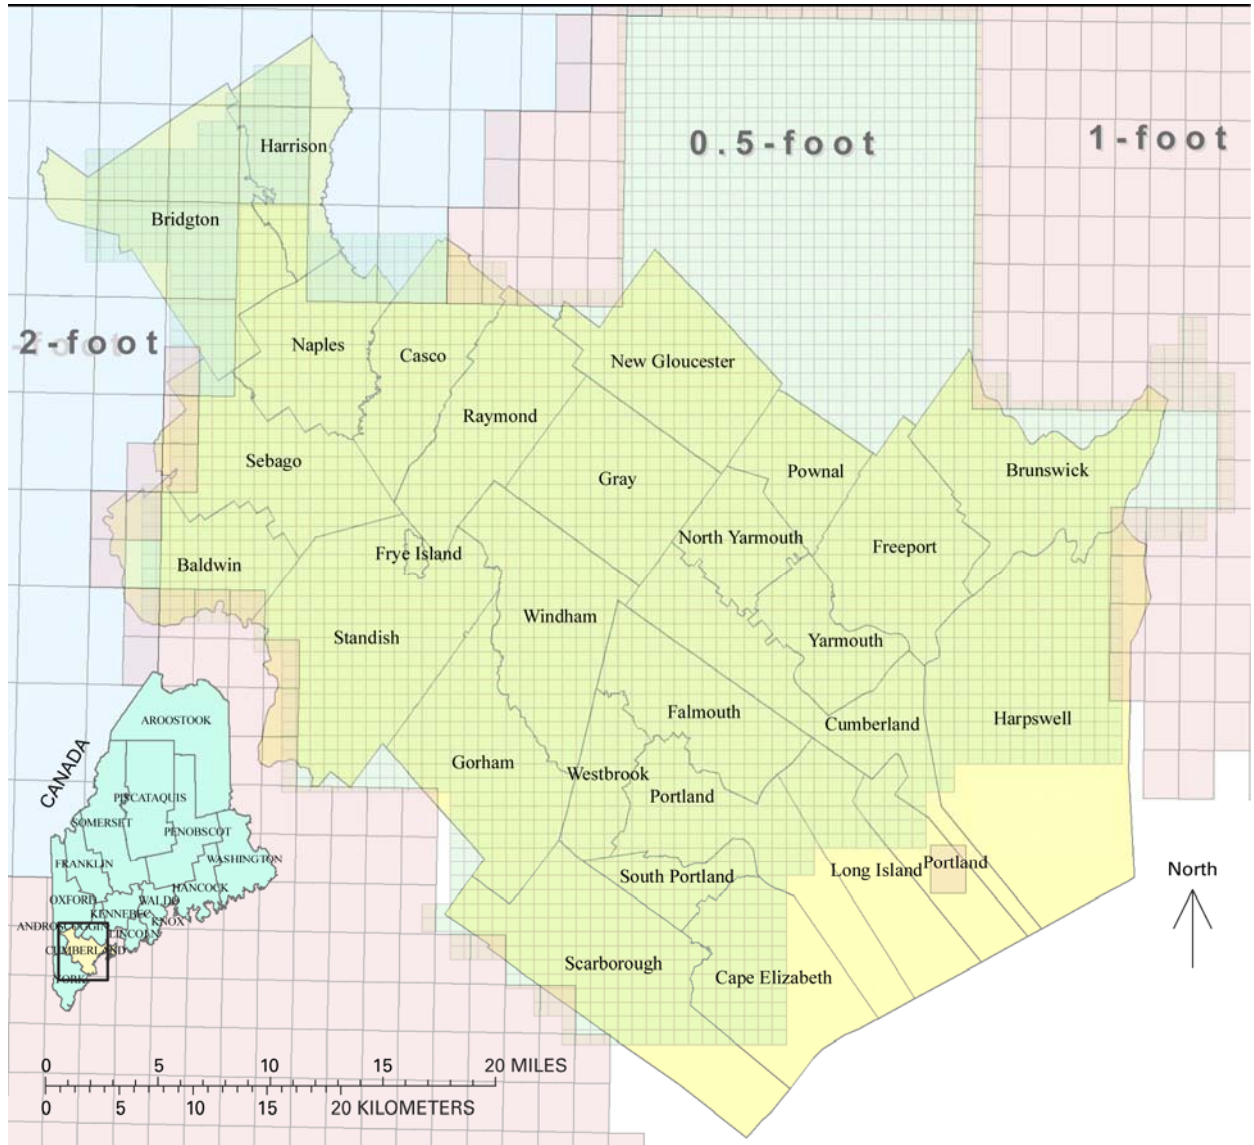 0.5-foot
1-foot
Harrison
Bridgton
2-foot
Naples
Casco
New Gloucester
Raymond
Sebago
Gray
Pownal
Brunswick
Baldwin
Frye Island
North Yarmouth
Freeport
Windham
Standish
Yarmouth
Falmouth
Cumberland
Harpswell
Gorham
Westbrook
Portland
South Portland
Long Island
Portland
Scarborough
Cape Elizabeth
North
CANADA
AROOSTOOK
PISCATAQUIS
SOMERSET
PENOBSCOT
FRANKLIN
WASHINGTON
HANCOCK
OXFORD
WALDO
KENNEBEC
KNOX
ANDROSCOGGIN
LINCOLN
CUMBERLAND
YORK
0 5 10 15 20 MILES
0 5 10 15 20 KILOMETERS